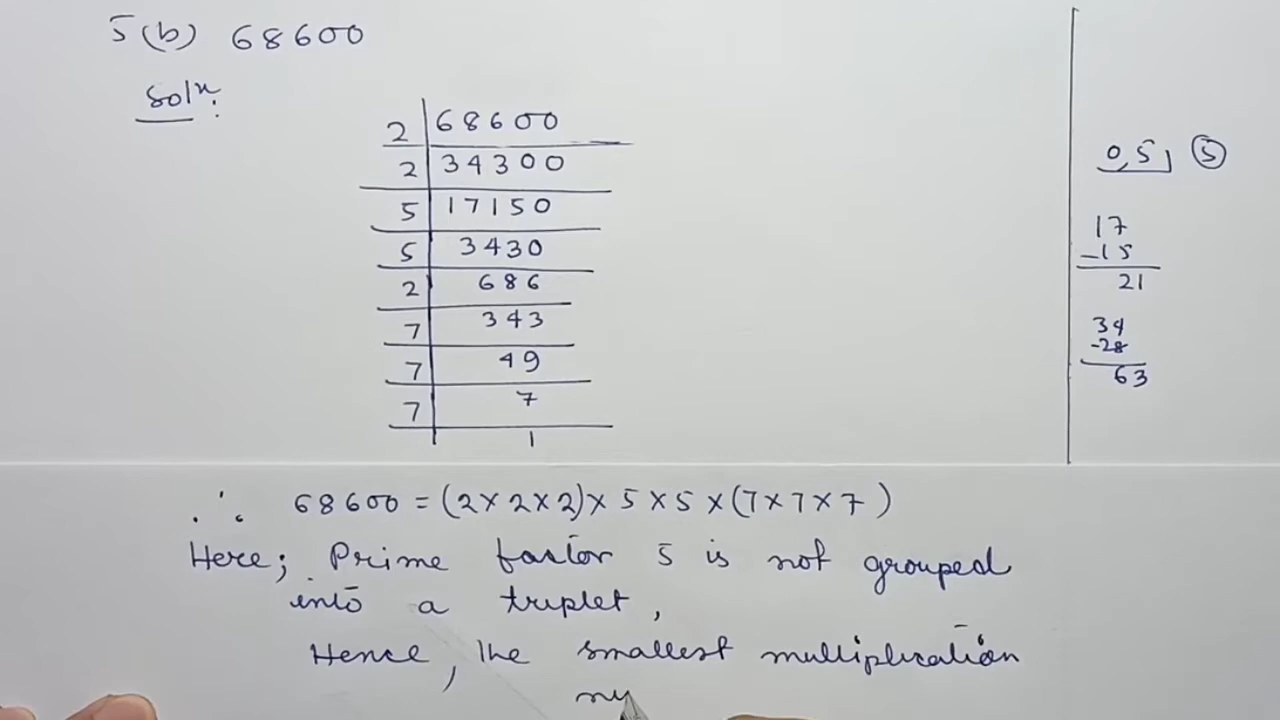 5(b) 68600
Solⁿ:
2 | 68600
2 | 34300
5 | 17150
5 | 3430
2 | 686
7 | 343
7 | 49
7 | 7
1
0, 5, ⑤
17
-15
21
34
-28
63
∴ 68600 = (2×2×2)×5×5×(7×7×7)
Here; Prime factor 5 is not grouped
into a triplet,
Hence, the smallest multiplication